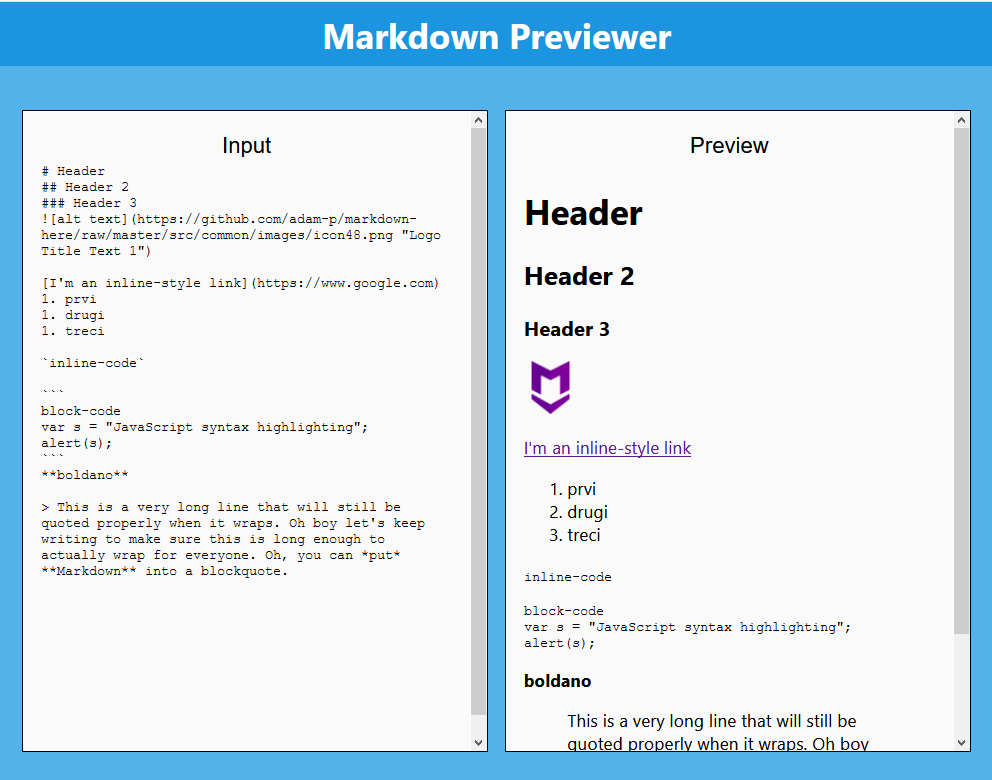 Markdown Previewer
Input
# Header
## Header 2
### Header 3
![alt text](https://github.com/adam-p/markdown-
here/raw/master/src/common/images/icon48.png "Logo
Title Text 1")
[I'm an inline-style link](https://www.google.com)
1. prvi
1. drugi
1. treci
`inline-code`
```
block-code
var s = "JavaScript syntax highlighting";
alert(s);
```
**boldano**
> This is a very long line that will still be
quoted properly when it wraps. Oh boy let's keep
writing to make sure this is long enough to
actually wrap for everyone. Oh, you can *put*
**Markdown** into a blockquote.
Preview
Header
Header 2
Header 3
I'm an inline-style link
1. prvi
2. drugi
3. treci
inline-code
block-code
var s = "JavaScript syntax highlighting";
alert(s);
boldano
This is a very long line that will still be
quoted properly when it wraps. Oh boy